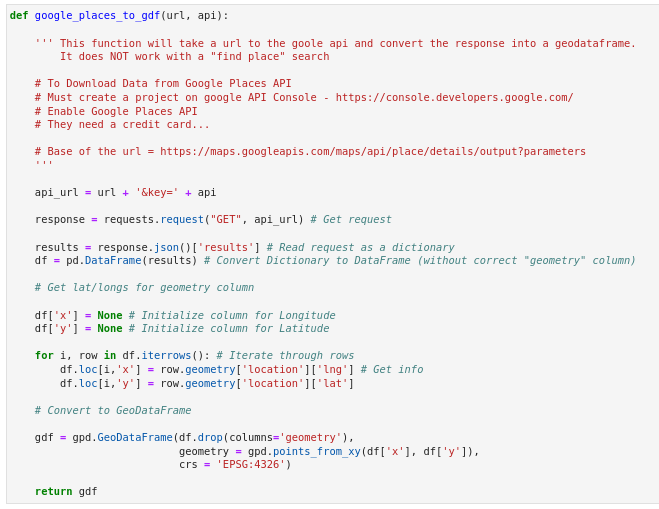 def google_places_to_gdf(url, api):
    ''' This function will take a url to the goole api and convert the response into a geodataframe.
        It does NOT work with a "find place" search
    # To Download Data from Google Places API
    # Must create a project on google API Console - https://console.developers.google.com/
    # Enable Google Places API
    # They need a credit card...
    # Base of the url = https://maps.googleapis.com/maps/api/place/details/output?parameters
    '''
    api_url = url + '&key=' + api
    response = requests.request("GET", api_url) # Get request
    results = response.json()['results'] # Read request as a dictionary
    df = pd.DataFrame(results) # Convert Dictionary to DataFrame (without correct "geometry" column)
    # Get lat/longs for geometry column
    df['x'] = None # Initialize column for Longitude
    df['y'] = None # Initialize column for Latitude
    for i, row in df.iterrows(): # Iterate through rows
        df.loc[i,'x'] = row.geometry['location']['lng'] # Get info
        df.loc[i,'y'] = row.geometry['location']['lat']
    # Convert to GeoDataFrame
    gdf = gpd.GeoDataFrame(df.drop(columns='geometry'),
                           geometry = gpd.points_from_xy(df['x'], df['y']),
                           crs = 'EPSG:4326')
    return gdf